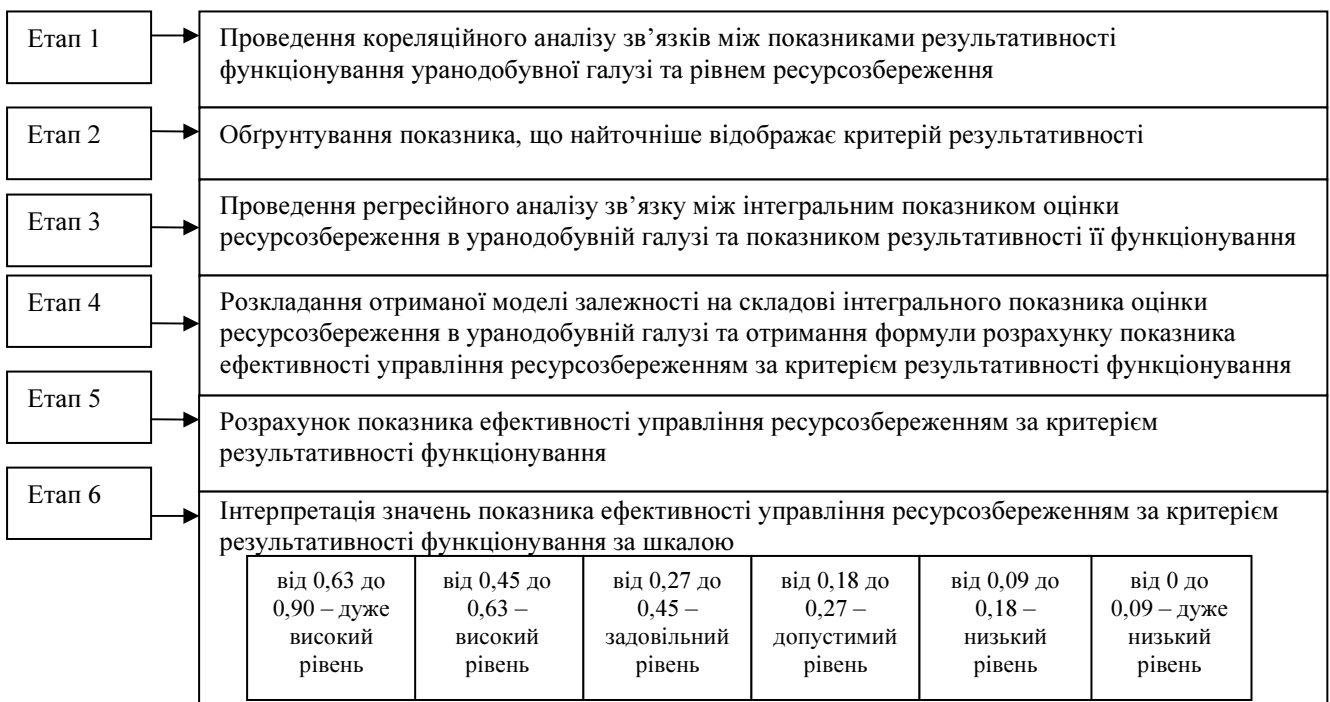 Етап 1
Проведення кореляційного аналізу зв’язків між показниками результативності
функціонування уранодобувної галузі та рівнем ресурсозбереження
Етап 2
Обґрунтування показника, що найточніше відображає критерій результативності
Етап 3
Проведення регресійного аналізу зв’язку між інтегральним показником оцінки
ресурсозбереження в уранодобувній галузі та показником результативності її функціонування
Етап 4
Розкладання отриманої моделі залежності на складові інтегрального показника оцінки
ресурсозбереження в уранодобувній галузі та отримання формули розрахунку показника
ефективності управління ресурсозбереженням за критерієм результативності функціонування
Етап 5
Розрахунок показника ефективності управління ресурсозбереженням за критерієм
результативності функціонування
Етап 6
Інтерпретація значень показника ефективності управління ресурсозбереженням за критерієм
результативності функціонування за шкалою
від 0,63 до
0,90 – дуже
високий
рівень
від 0,45 до
0,63 –
високий
рівень
від 0,27 до
0,45 –
задовільний
рівень
від 0,18 до
0,27 –
допустимий
рівень
від 0,09 до
0,18 –
низький
рівень
від 0 до
0,09 – дуже
низький
рівень